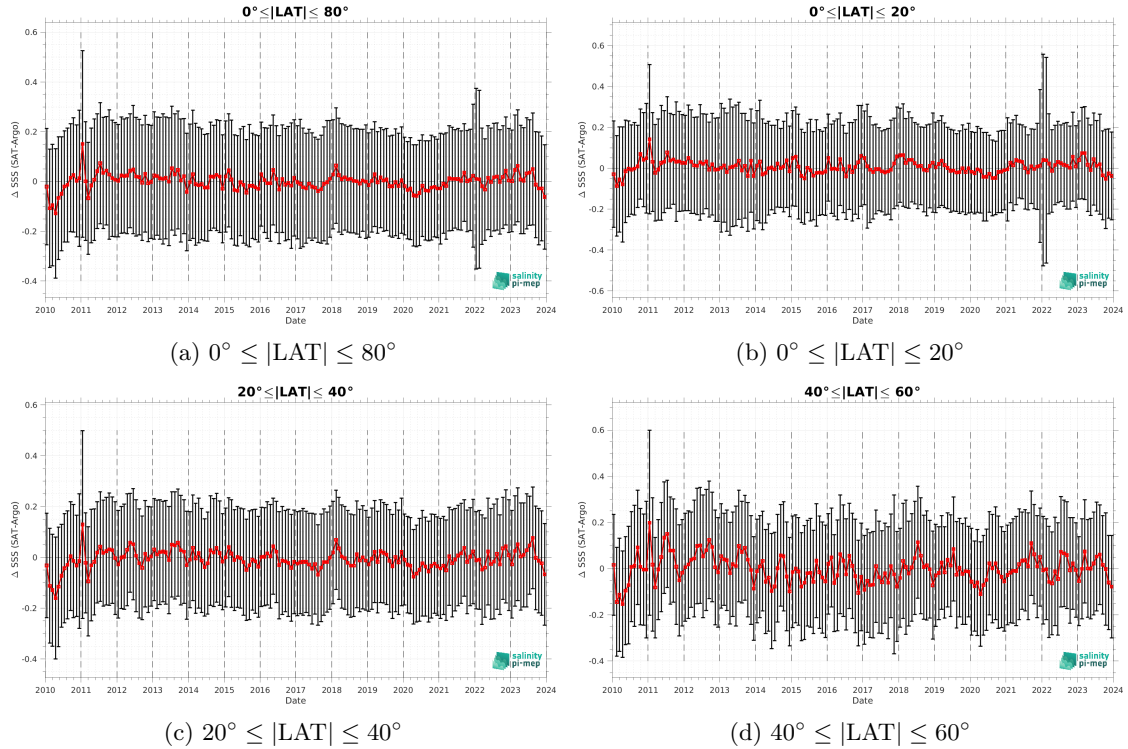 0°≤|LAT|≤ 80°
Δ SSS (SAT-Argo)
0.6
0.4
0.2
0
-0.2
-0.4
2010 2011 2012 2013 2014 2015 2016 2017 2018 2019 2020 2021 2022 2023 2024
Date
salinity
pi-mep
(a) 0° ≤ |LAT| ≤ 80°
0°≤|LAT|≤ 20°
Δ SSS (SAT-Argo)
0.6
0.4
0.2
0
-0.2
-0.4
-0.6
2010 2011 2012 2013 2014 2015 2016 2017 2018 2019 2020 2021 2022 2023 2024
Date
salinity
pi-mep
(b) 0° ≤ |LAT| ≤ 20°
20°≤|LAT|≤ 40°
Δ SSS (SAT-Argo)
0.6
0.4
0.2
0
-0.2
-0.4
2010 2011 2012 2013 2014 2015 2016 2017 2018 2019 2020 2021 2022 2023 2024
Date
salinity
pi-mep
(c) 20° ≤ |LAT| ≤ 40°
40°≤|LAT|≤ 60°
Δ SSS (SAT-Argo)
0.6
0.4
0.2
0
-0.2
-0.4
2010 2011 2012 2013 2014 2015 2016 2017 2018 2019 2020 2021 2022 2023 2024
Date
salinity
pi-mep
(d) 40° ≤ |LAT| ≤ 60°